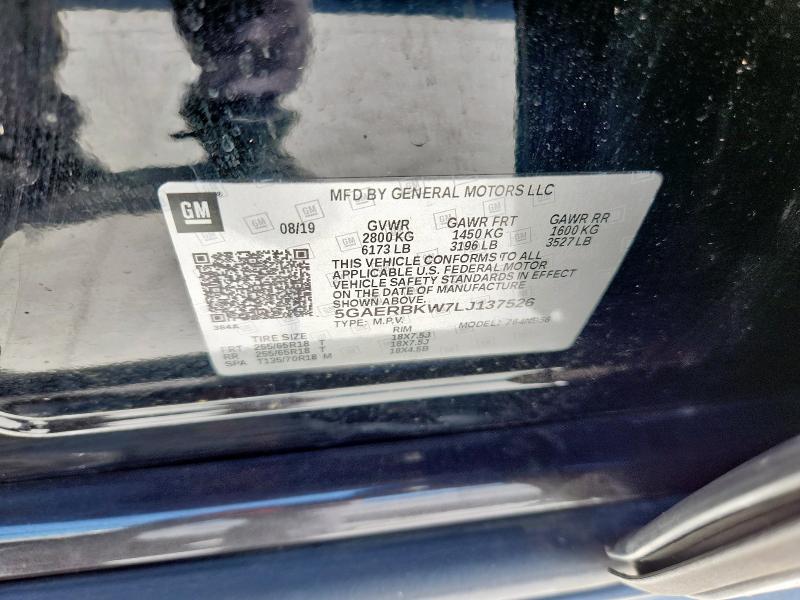 GM
MFD BY GENERAL MOTORS LLC
08/19 GVWR GAWR FRT GAWR RR
2800 KG 1450 KG 1600 KG
6173 LB 3196 LB 3527 LB
THIS VEHICLE CONFORMS TO ALL
APPLICABLE U.S. FEDERAL MOTOR
VEHICLE SAFETY STANDARDS IN EFFECT
ON THE DATE OF MANUFACTURE
SHOWN ABOVE.
5GAERBKW7LJ137526
TYPE: M.P.V. MODEL:
384A
TIRE SIZE RIM
FRT 255/65R18 T 18X7.5J
RR 255/65R18 T 18X7.5J
SPA T135/70R18 M 18X4.5B